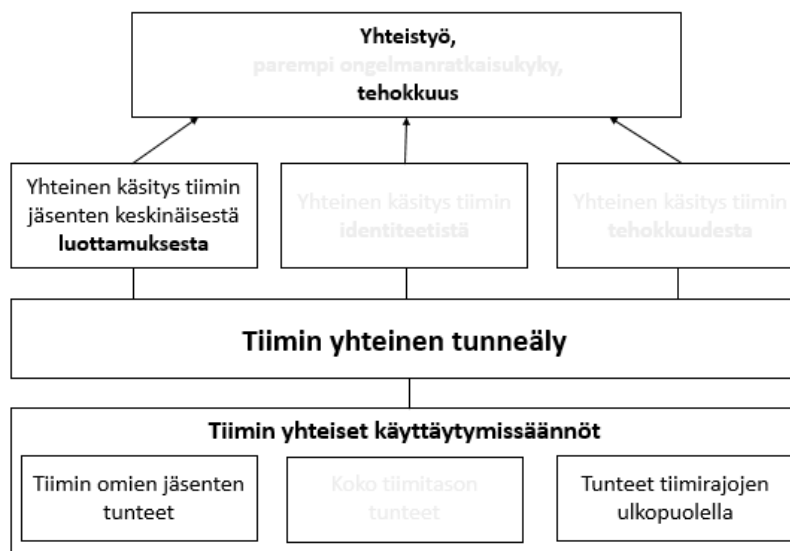 Yhteistyö,
parempi ongelmanratkaisukyky,
tehokkuus
Yhteinen käsitys tiimin
jäsenten keskinäisestä
luottamuksesta
Yhteinen käsitys tiimin
identiteetistä
Yhteinen käsitys tiimin
tehokkuudesta
Tiimin yhteinen tunneäly
Tiimin yhteiset käyttäytymissäännöt
Tiimin omien jäsenten
tunteet
Koko tiimitason
tunteet
Tunteet tiimirajojen
ulkopuolella